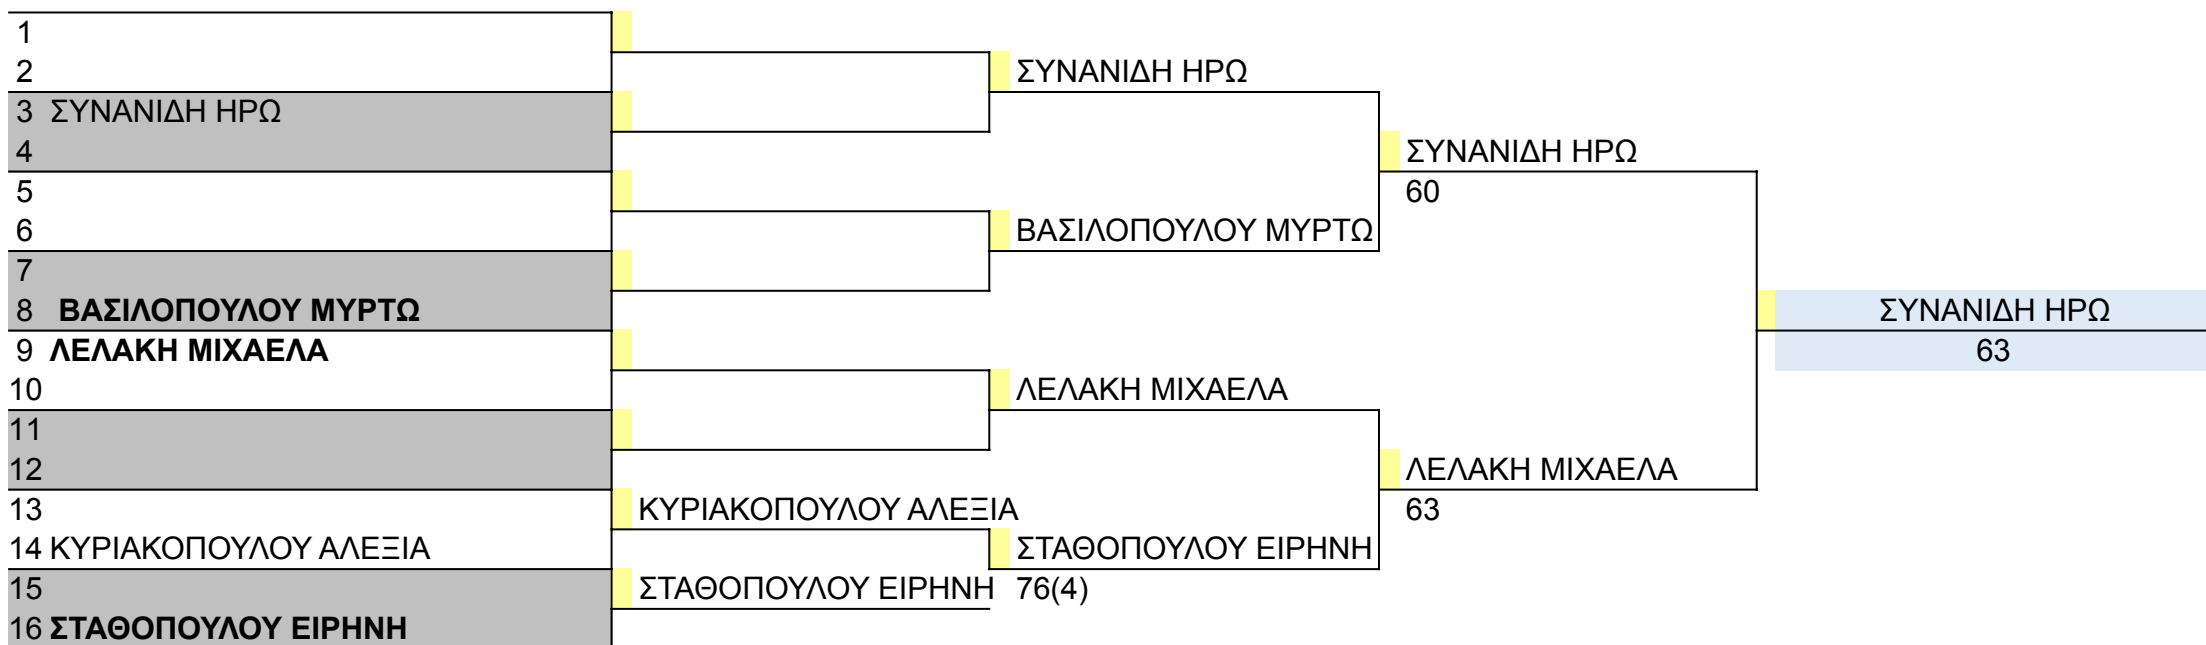 1
2
ΣΥΝΑΝΙΔΗ ΗΡΩ
3 ΣΥΝΑΝΙΔΗ ΗΡΩ
4
ΣΥΝΑΝΙΔΗ ΗΡΩ
5
60
6
ΒΑΣΙΛΟΠΟΥΛΟΥ ΜΥΡΤΩ
7
8 ΒΑΣΙΛΟΠΟΥΛΟΥ ΜΥΡΤΩ
ΣΥΝΑΝΙΔΗ ΗΡΩ
9 ΛΕΛΑΚΗ ΜΙΧΑΕΛΑ
63
10
ΛΕΛΑΚΗ ΜΙΧΑΕΛΑ
11
12
ΛΕΛΑΚΗ ΜΙΧΑΕΛΑ
13
ΚΥΡΙΑΚΟΠΟΥΛΟΥ ΑΛΕΞΙΑ
63
14 ΚΥΡΙΑΚΟΠΟΥΛΟΥ ΑΛΕΞΙΑ
ΣΤΑΘΟΠΟΥΛΟΥ ΕΙΡΗΝΗ
15
ΣΤΑΘΟΠΟΥΛΟΥ ΕΙΡΗΝΗ
76(4)
16 ΣΤΑΘΟΠΟΥΛΟΥ ΕΙΡΗΝΗ